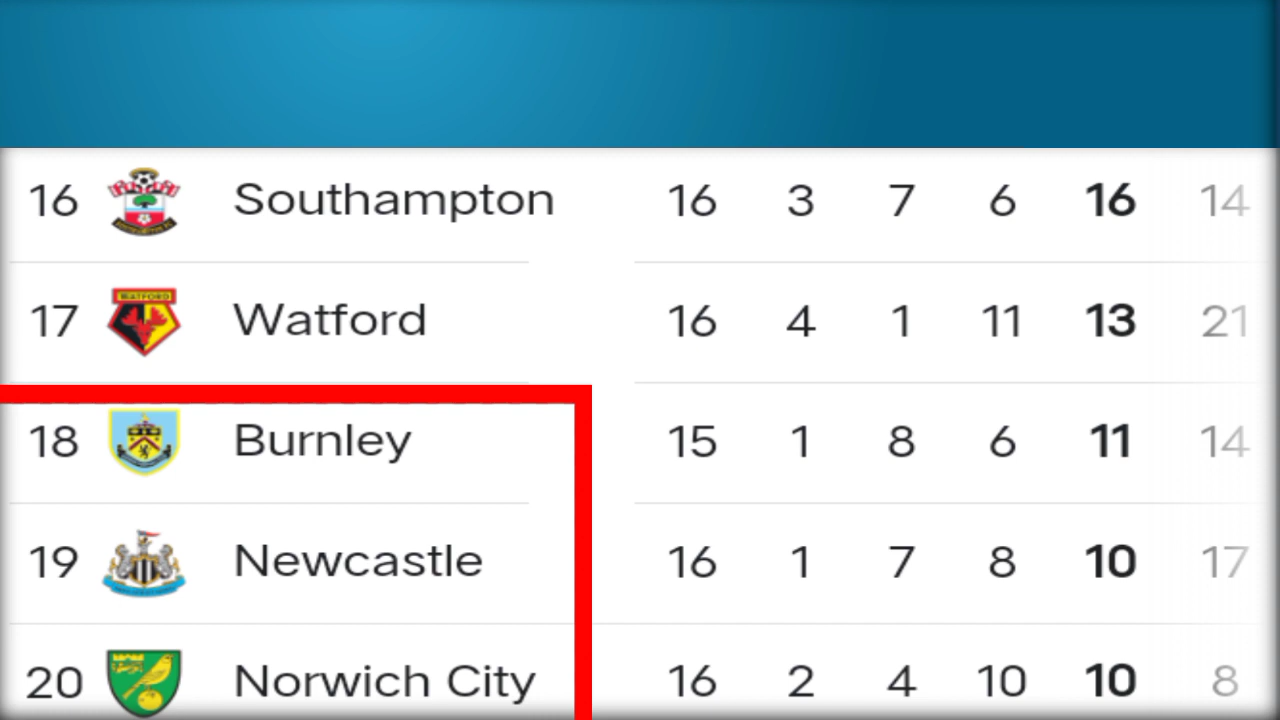 16 Southampton 16 3 7 6 16 14
WATFORD
17 Watford 16 4 1 11 13 21
18 Burnley 15 1 8 6 11 14
19 Newcastle 16 1 7 8 10 17
20 Norwich City 16 2 4 10 10 8